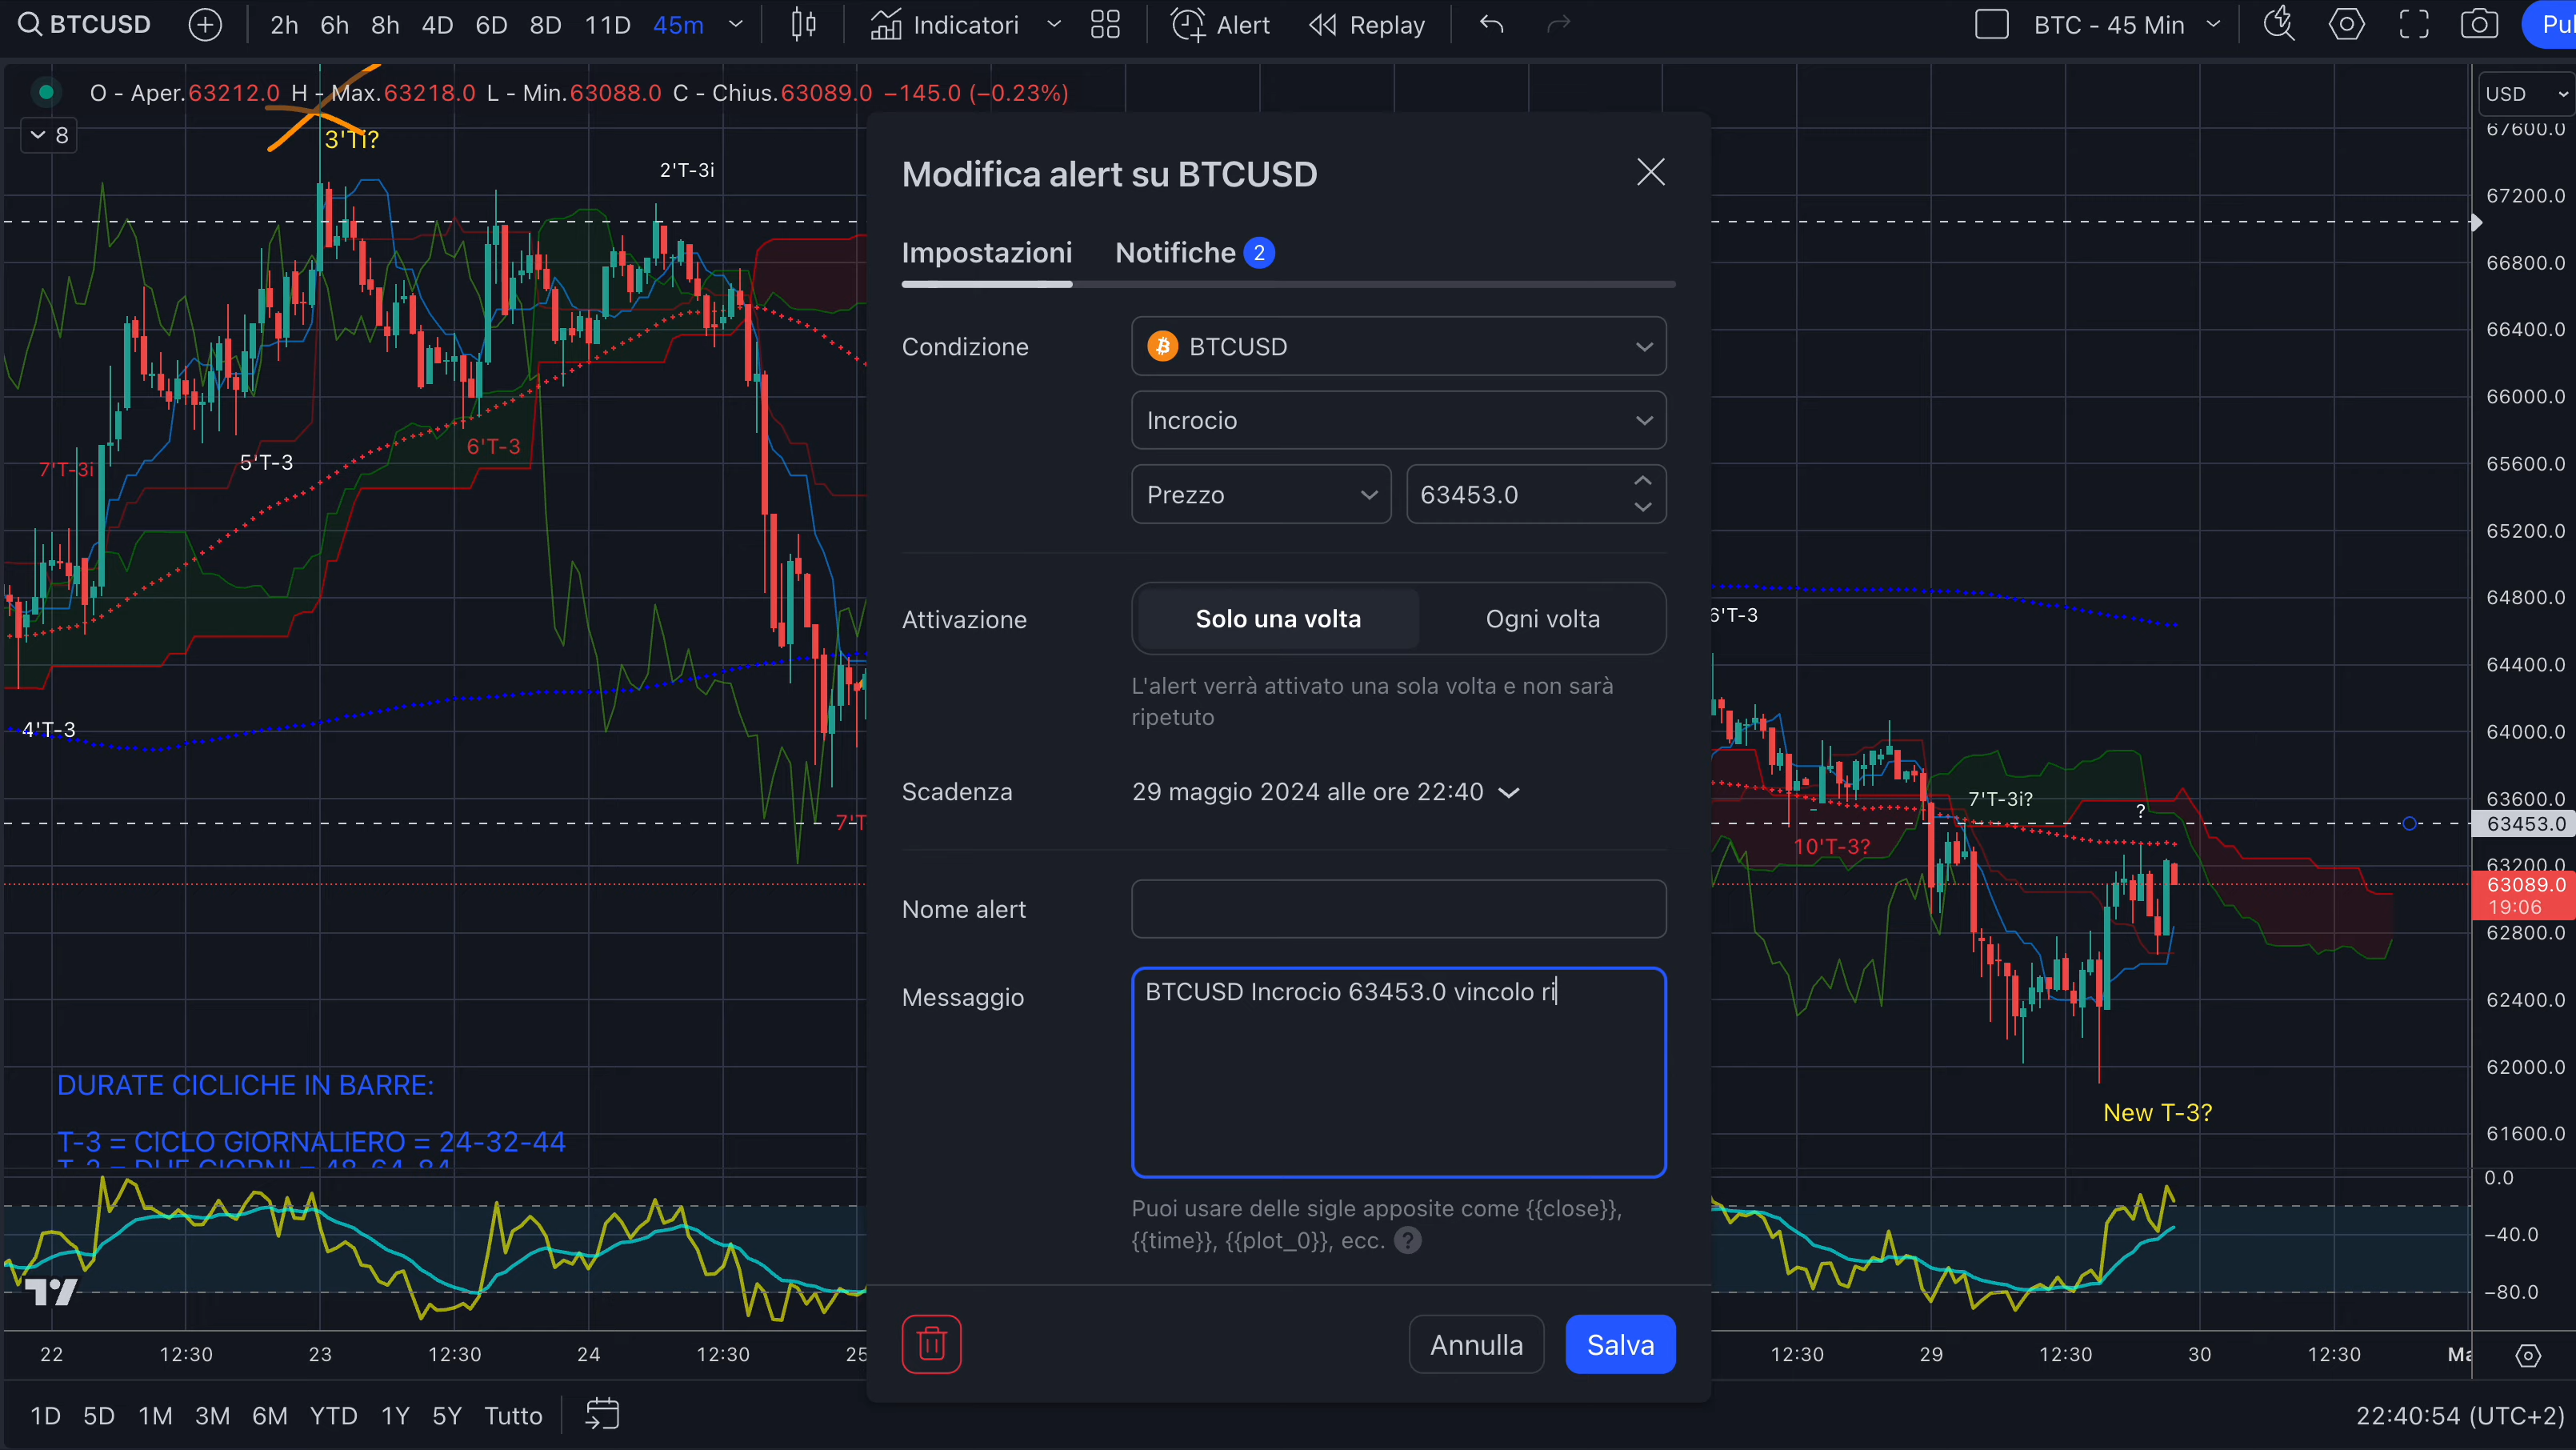 BTCUSD 2h 6h 8h 4D 6D 8D 11D 45m Indicatori Alert Replay BTC - 45 Min
O - Aper.63212.0 H - Max.63218.0 L - Min.63088.0 C - Chius.63089.0 −145.0 (−0.23%)
8
3'Ti?
2'T-3i
7'T-3i
5'T-3
6'T-3
4'T-3
DURATE CICLICHE IN BARRE:
T-3 = CICLO GIORNALIERO = 24-32-44
Modifica alert su BTCUSD
Impostazioni Notifiche 2
Condizione BTCUSD
Incrocio
Prezzo 63453.0
Attivazione Solo una volta Ogni volta
L'alert verrà attivato una sola volta e non sarà
ripetuto
Scadenza 29 maggio 2024 alle ore 22:40
Nome alert
Messaggio BTCUSD Incrocio 63453.0 vincolo ri
Puoi usare delle sigle apposite come {{close}},
{{time}}, {{plot_0}}, ecc. ?
Annulla Salva
6'T-3
7'T-3i?
?
10'T-3?
New T-3?
USD
67600.0
67200.0
66800.0
66400.0
66000.0
65600.0
65200.0
64800.0
64400.0
64000.0
63600.0
63453.0
63200.0
63089.0
19:06
62800.0
62400.0
62000.0
61600.0
0.0
−40.0
−80.0
22 12:30 23 12:30 24 12:30 25 12:30 29 12:30 30 12:30
1D 5D 1M 3M 6M YTD 1Y 5Y Tutto 22:40:54 (UTC+2)